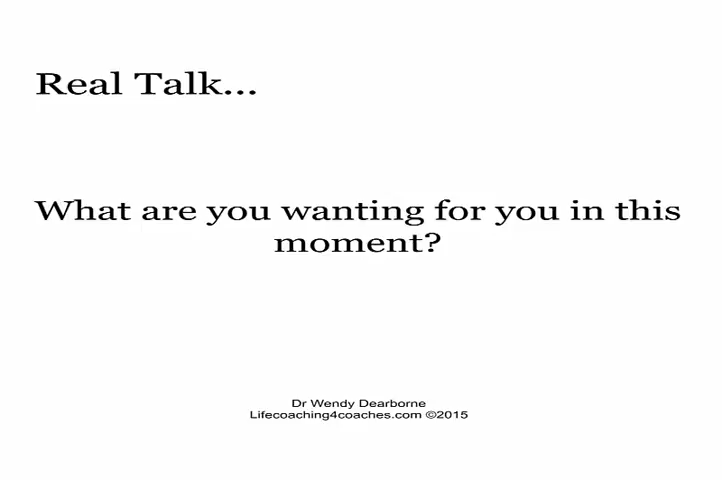 Real Talk...
What are you wanting for you in this
moment?
Dr Wendy Dearborne
Lifecoaching4coaches.com ©2015